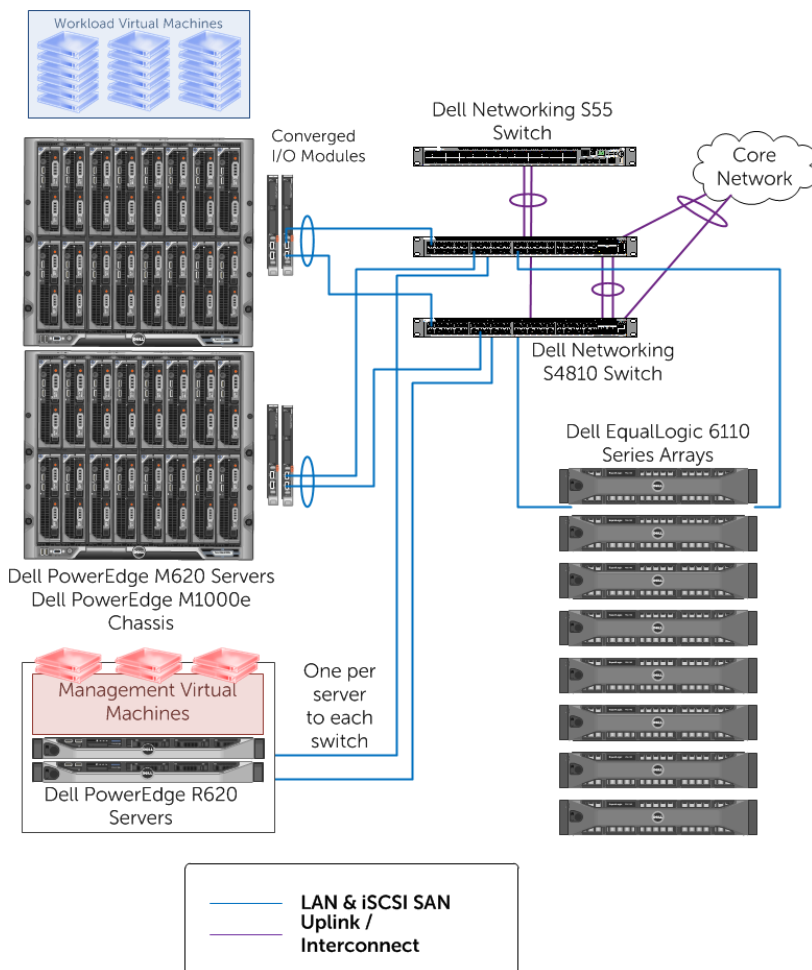 Workload Virtual Machines
Dell Networking S55
Switch
Converged
I/O Modules
Core
Network
Dell Networking
S4810 Switch
Dell EqualLogic 6110
Series Arrays
Dell PowerEdge M620 Servers
Dell PowerEdge M1000e
Chassis
One per
server
to each
switch
Management Virtual
Machines
Dell PowerEdge R620
Servers
LAN & iSCSI SAN
Uplink /
Interconnect